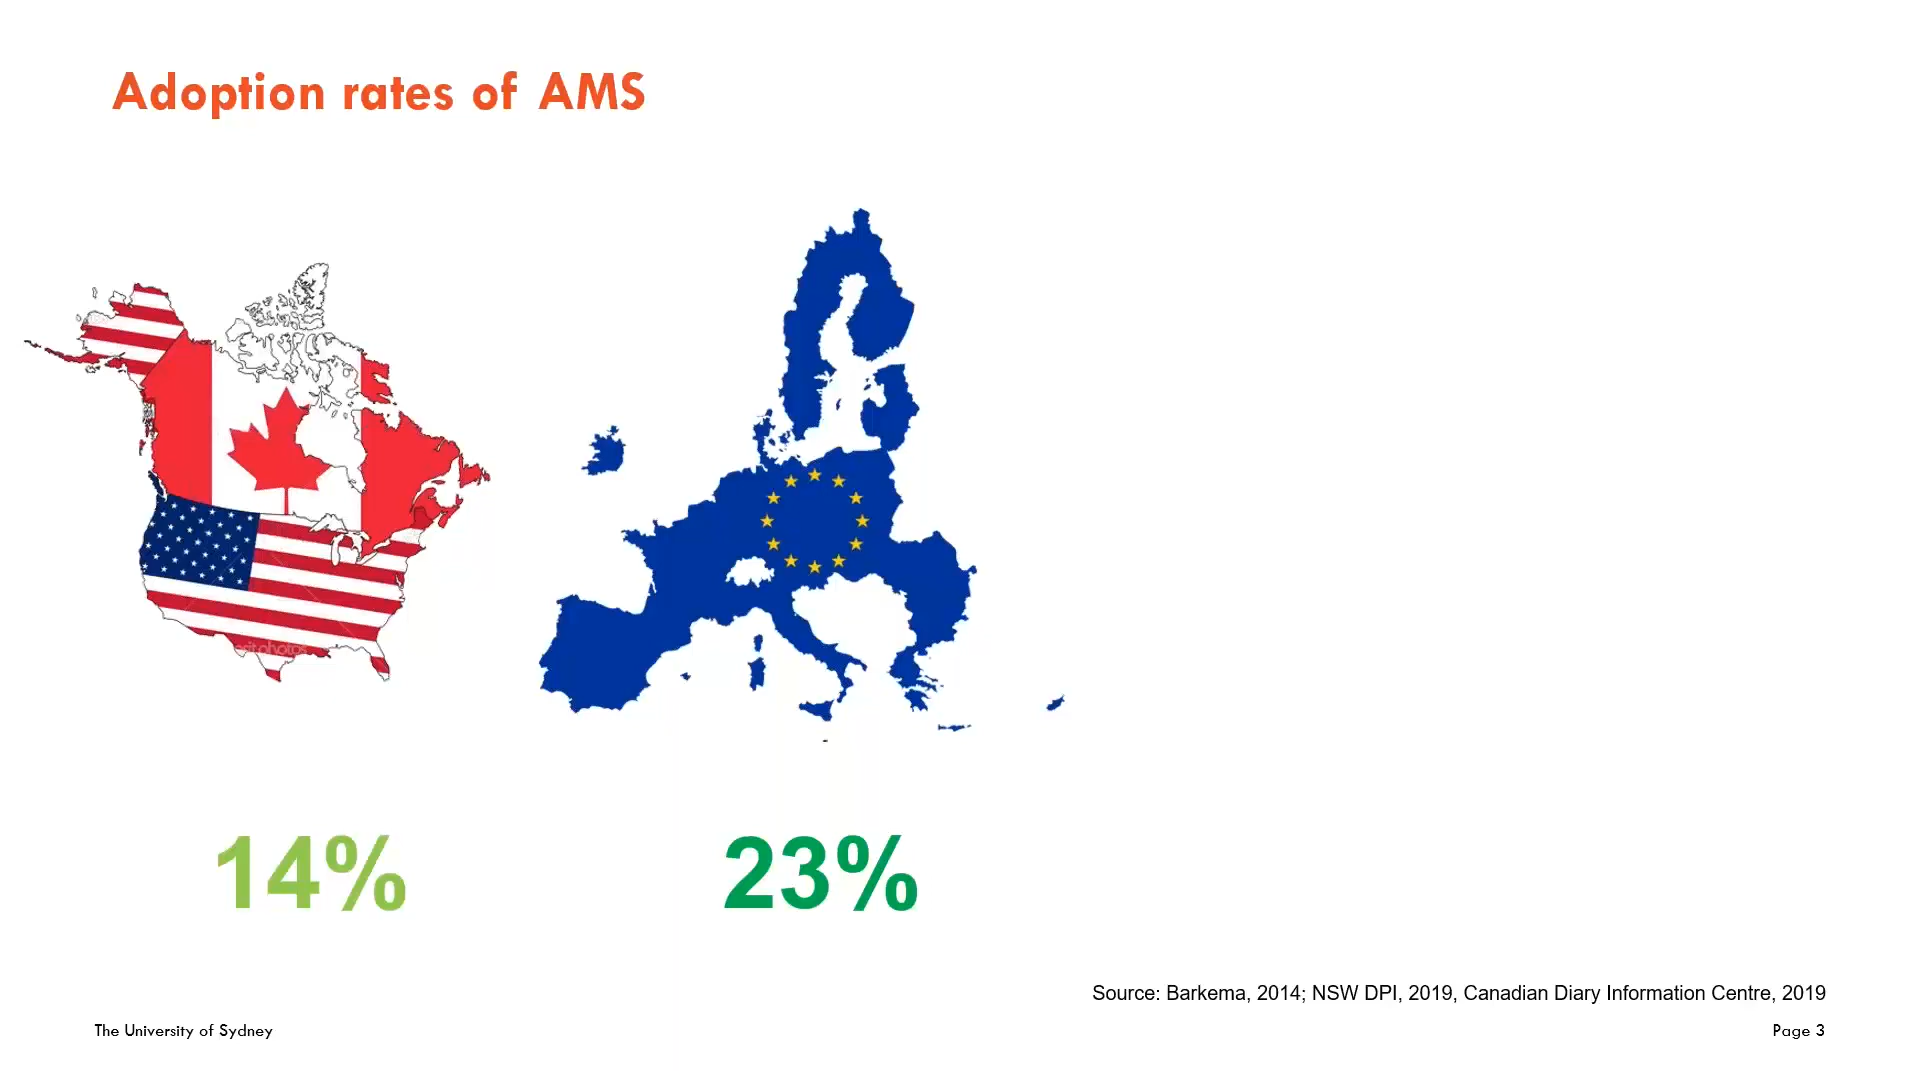 Adoption rates of AMS
14%
23%
Source: Barkema, 2014; NSW DPI, 2019, Canadian Diary Information Centre, 2019
The University of Sydney
Page 3